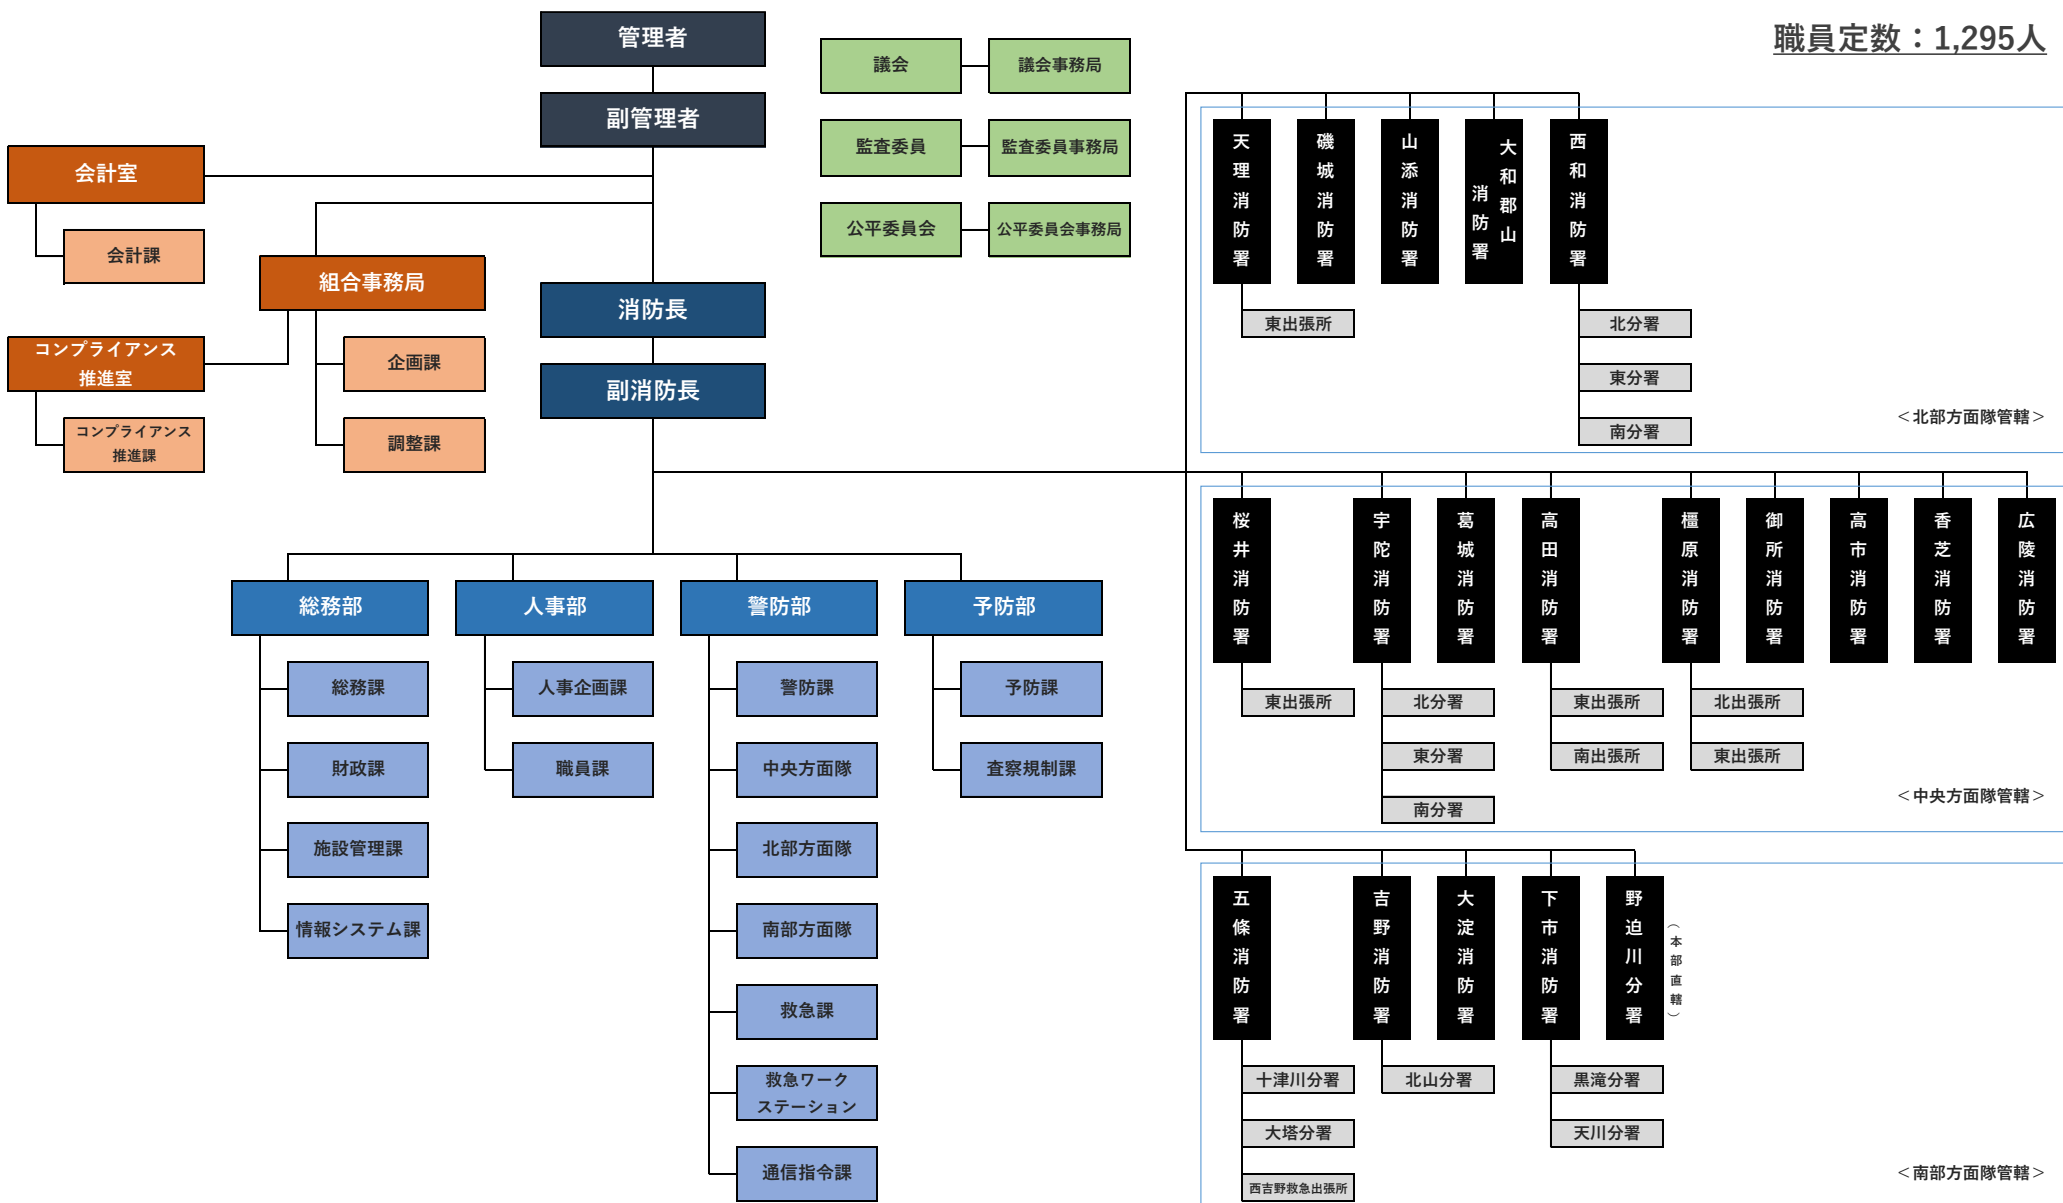 職員定数：1,295人
管理者
副管理者
議会
議会事務局
監査委員
監査委員事務局
公平委員会
公平委員会事務局
会計室
会計課
組合事務局
コンプライアンス
推進室
コンプライアンス
推進課
企画課
調整課
消防長
副消防長
総務部
総務課
財政課
施設管理課
情報システム課
人事部
人事企画課
職員課
警防部
警防課
中央方面隊
北部方面隊
南部方面隊
救急課
救急ワーク
ステーション
通信指令課
予防部
予防課
査察規制課
天理消防署
東出張所
磯城消防署
山添消防署
大和郡山
消防署
西和消防署
北分署
東分署
南分署
＜北部方面隊管轄＞
桜井消防署
東出張所
宇陀消防署
北分署
東分署
南分署
葛城消防署
高田消防署
東出張所
南出張所
橿原消防署
北出張所
東出張所
御所消防署
高市消防署
香芝消防署
広陵消防署
＜中央方面隊管轄＞
五條消防署
十津川分署
大塔分署
西吉野救急出張所
吉野消防署
北山分署
大淀消防署
下市消防署
黒滝分署
天川分署
野迫川分署
（本部直轄）
＜南部方面隊管轄＞